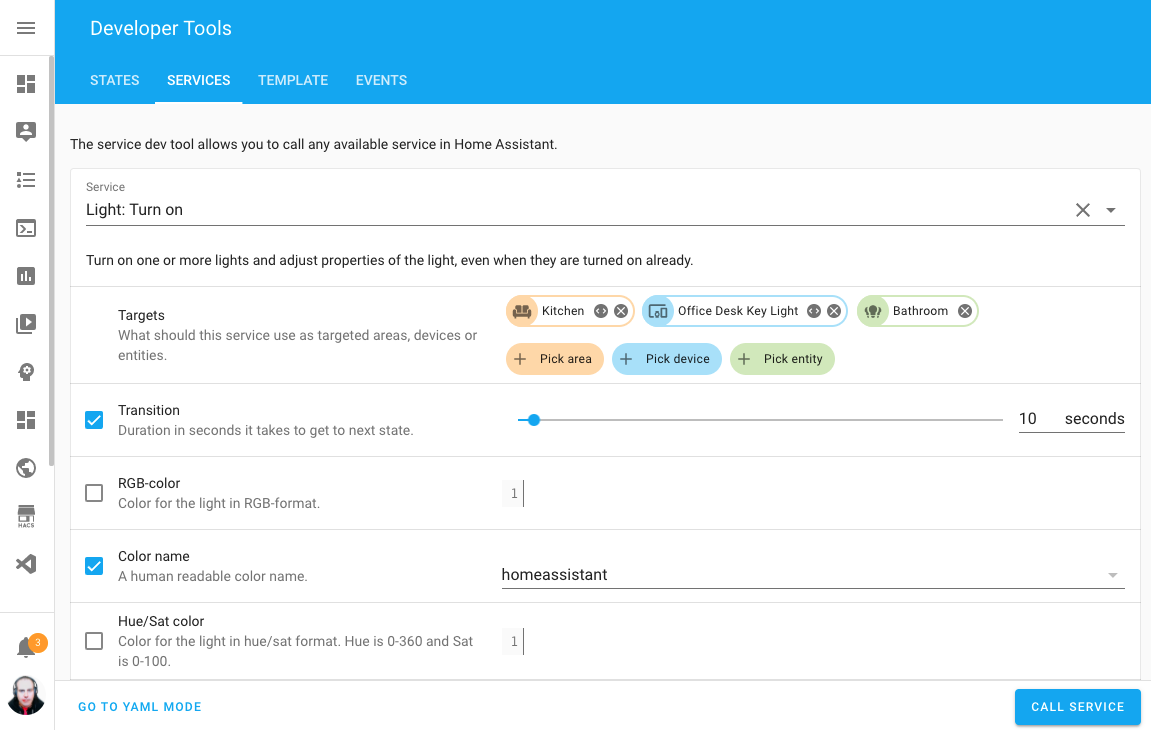 Developer Tools
STATES SERVICES TEMPLATE EVENTS
The service dev tool allows you to call any available service in Home Assistant.
Service
Light: Turn on
Turn on one or more lights and adjust properties of the light, even when they are turned on already.
Targets
What should this service use as targeted areas, devices or
entities.
Kitchen Office Desk Key Light Bathroom
Pick area Pick device Pick entity
Transition
Duration in seconds it takes to get to next state.
10 seconds
RGB-color
Color for the light in RGB-format.
1
Color name
A human readable color name.
homeassistant
Hue/Sat color
Color for the light in hue/sat format. Hue is 0-360 and Sat
is 0-100.
1
HACS
3
GO TO YAML MODE
CALL SERVICE